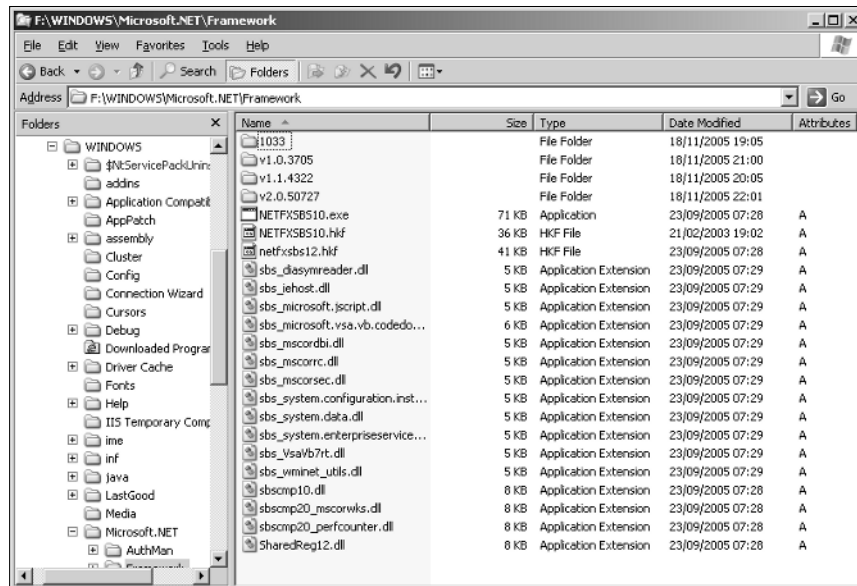 F:\WINDOWS\Microsoft.NET\Framework
File Edit View Favorites Tools Help
Back Search Folders
Address F:\WINDOWS\Microsoft.NET\Framework Go
Folders
WINDOWS
$NtServicePackUnins
addins
Application Compatib
AppPatch
assembly
Cluster
Config
Connection Wizard
Cursors
Debug
Downloaded Program
Driver Cache
Fonts
Help
IIS Temporary Comp
ime
inf
java
LastGood
Media
Microsoft.NET
AuthMan
Framework
Name Size Type Date Modified Attributes
1033 File Folder 18/11/2005 19:05
v1.0.3705 File Folder 18/11/2005 21:00
v1.1.4322 File Folder 18/11/2005 20:05
v2.0.50727 File Folder 18/11/2005 22:01
NETFXSBS10.exe 71 KB Application 23/09/2005 07:28 A
NETFXSBS10.hkf 36 KB HKF File 21/02/2003 19:02 A
netfxsbs12.hkf 41 KB HKF File 23/09/2005 07:28 A
sbs_diasymreader.dll 5 KB Application Extension 23/09/2005 07:29 A
sbs_iehost.dll 5 KB Application Extension 23/09/2005 07:29 A
sbs_microsoft.jscript.dll 5 KB Application Extension 23/09/2005 07:29 A
sbs_microsoft.vsa.vb.codedo... 6 KB Application Extension 23/09/2005 07:29 A
sbs_mscordbi.dll 5 KB Application Extension 23/09/2005 07:29 A
sbs_mscorrc.dll 5 KB Application Extension 23/09/2005 07:29 A
sbs_mscorsec.dll 5 KB Application Extension 23/09/2005 07:29 A
sbs_system.configuration.inst... 5 KB Application Extension 23/09/2005 07:29 A
sbs_system.data.dll 5 KB Application Extension 23/09/2005 07:29 A
sbs_system.enterpriseservice... 5 KB Application Extension 23/09/2005 07:29 A
sbs_VsaVb7rt.dll 5 KB Application Extension 23/09/2005 07:29 A
sbs_wminet_utils.dll 5 KB Application Extension 23/09/2005 07:29 A
sbscmp10.dll 8 KB Application Extension 23/09/2005 07:28 A
sbscmp20_mscorwks.dll 8 KB Application Extension 23/09/2005 07:28 A
sbscmp20_perfcounter.dll 8 KB Application Extension 23/09/2005 07:28 A
SharedReg12.dll 8 KB Application Extension 23/09/2005 07:28 A